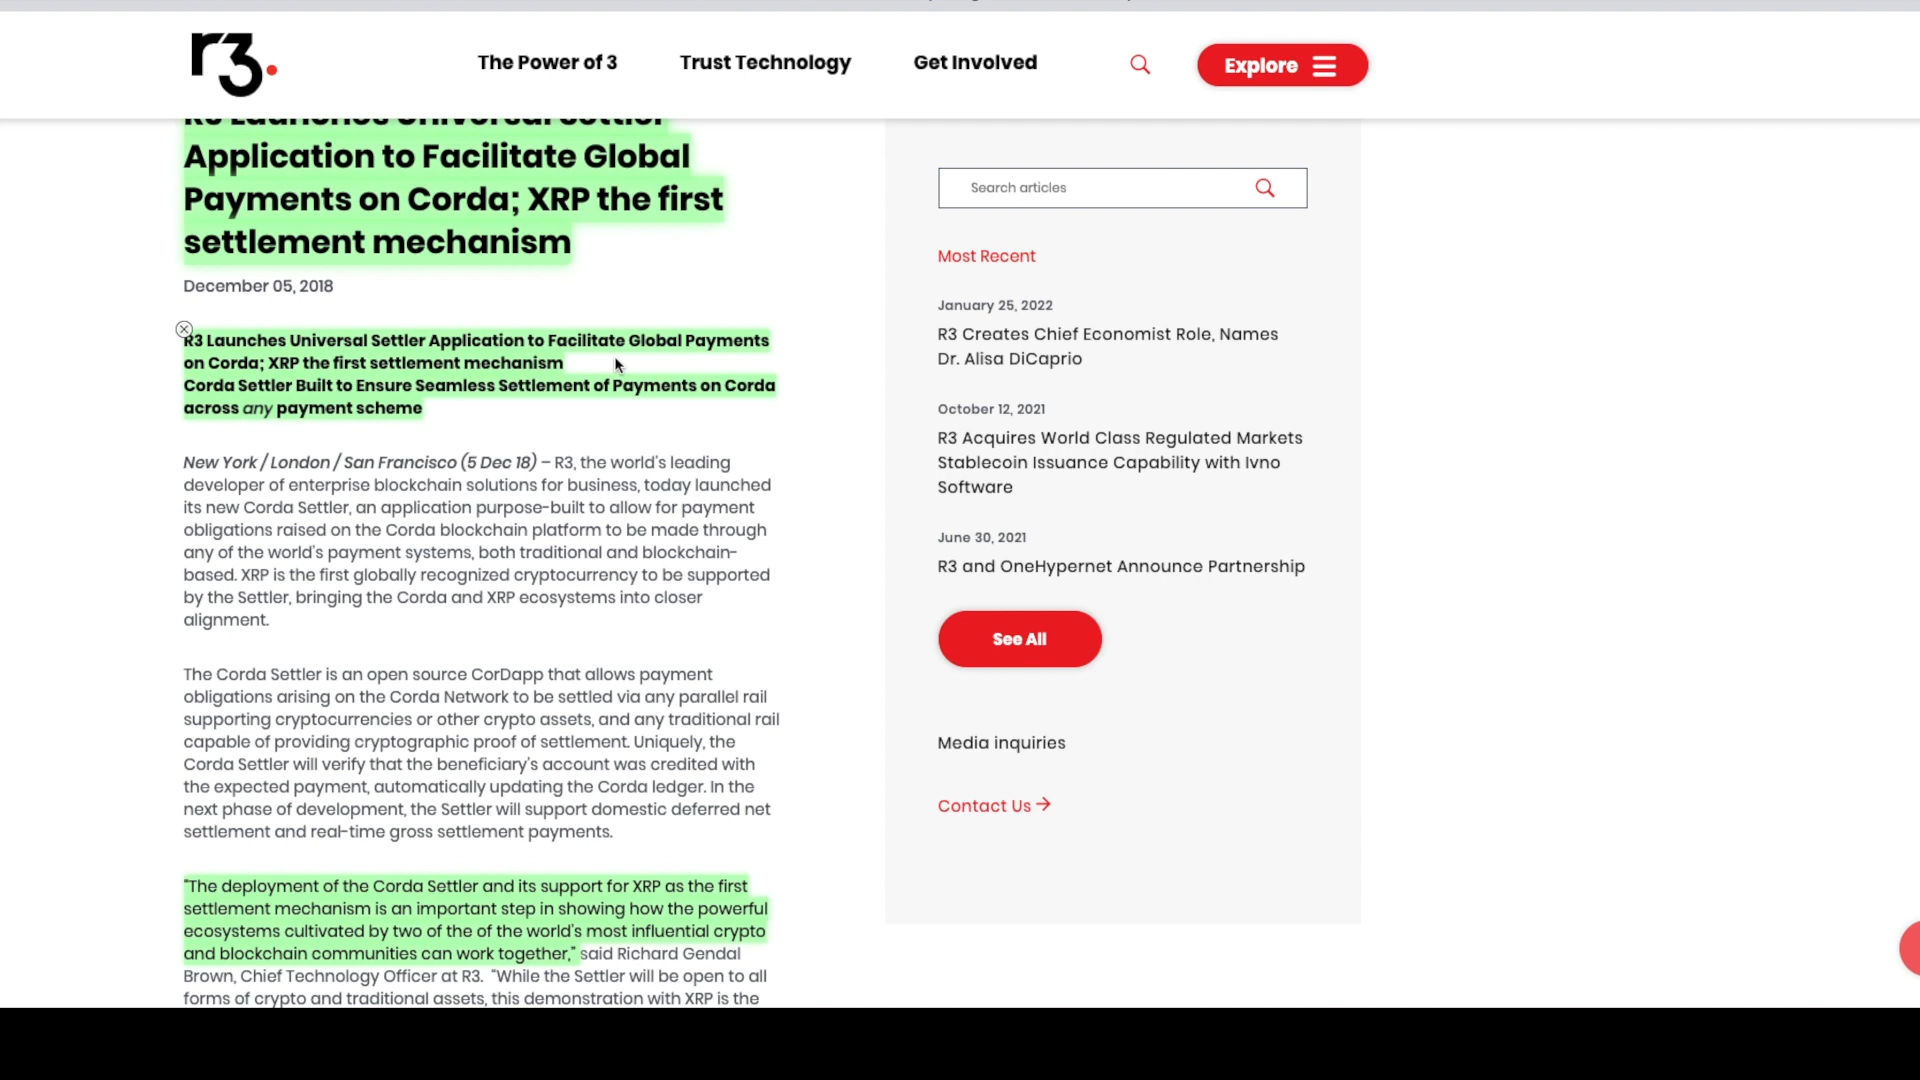 r3.
The Power of 3
Trust Technology
Get Involved
Explore
R3 Launches Universal Settler
Application to Facilitate Global
Payments on Corda; XRP the first
settlement mechanism
December 05, 2018
R3 Launches Universal Settler Application to Facilitate Global Payments
on Corda; XRP the first settlement mechanism
Corda Settler Built to Ensure Seamless Settlement of Payments on Corda
across any payment scheme
New York / London / San Francisco (5 Dec 18) – R3, the world's leading
developer of enterprise blockchain solutions for business, today launched
its new Corda Settler, an application purpose-built to allow for payment
obligations raised on the Corda blockchain platform to be made through
any of the world's payment systems, both traditional and blockchain-
based. XRP is the first globally recognized cryptocurrency to be supported
by the Settler, bringing the Corda and XRP ecosystems into closer
alignment.
The Corda Settler is an open source CorDapp that allows payment
obligations arising on the Corda Network to be settled via any parallel rail
supporting cryptocurrencies or other crypto assets, and any traditional rail
capable of providing cryptographic proof of settlement. Uniquely, the
Corda Settler will verify that the beneficiary's account was credited with
the expected payment, automatically updating the Corda ledger. In the
next phase of development, the Settler will support domestic deferred net
settlement and real-time gross settlement payments.
"The deployment of the Corda Settler and its support for XRP as the first
settlement mechanism is an important step in showing how the powerful
ecosystems cultivated by two of the of the world's most influential crypto
and blockchain communities can work together," said Richard Gendal
Brown, Chief Technology Officer at R3. "While the Settler will be open to all
forms of crypto and traditional assets, this demonstration with XRP is the
Search articles
Most Recent
January 25, 2022
R3 Creates Chief Economist Role, Names
Dr. Alisa DiCaprio
October 12, 2021
R3 Acquires World Class Regulated Markets
Stablecoin Issuance Capability with Ivno
Software
June 30, 2021
R3 and OneHypernet Announce Partnership
See All
Media inquiries
Contact Us